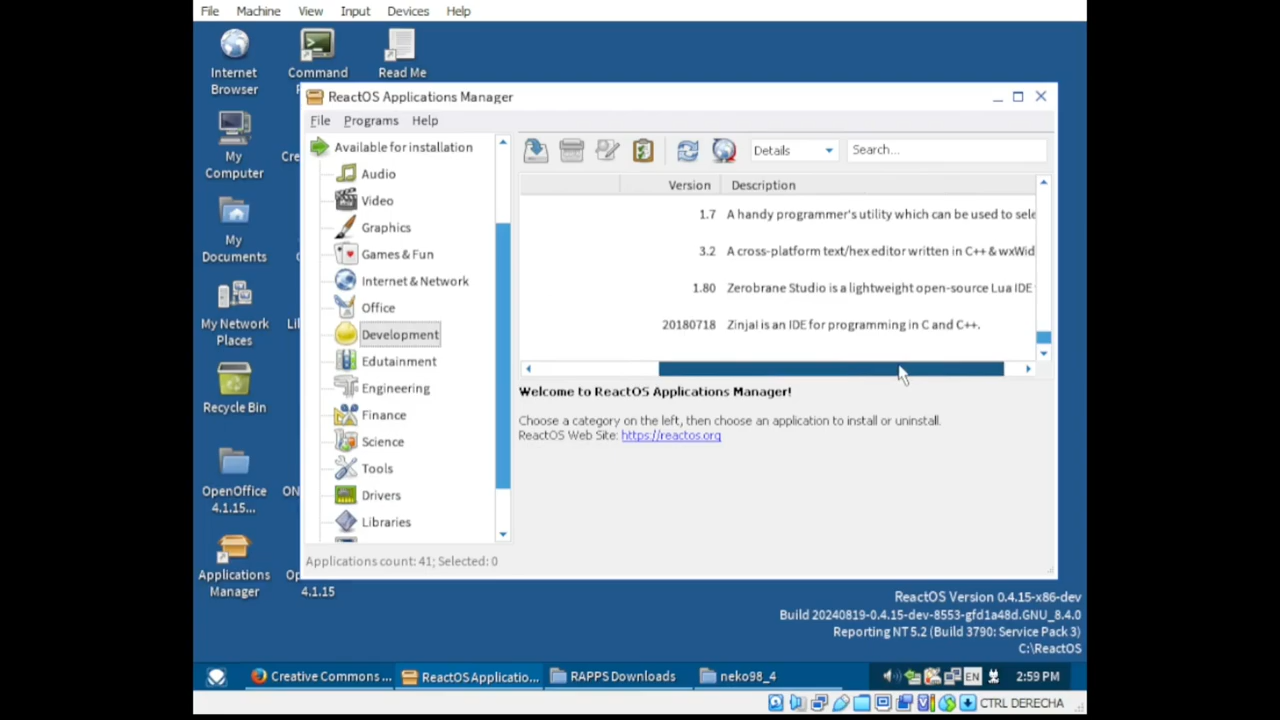 File Machine View Input Devices Help
Internet Browser
Command
Read Me
My Computer
My Documents
My Network Places
Recycle Bin
OpenOffice 4.1.15...
Applications Manager
4.1.15
ReactOS Applications Manager
File Programs Help
Available for installation
Audio
Video
Graphics
Games & Fun
Internet & Network
Office
Development
Edutainment
Engineering
Finance
Science
Tools
Drivers
Libraries
Details
Search...
Version Description
1.7 A handy programmer's utility which can be used to sele
3.2 A cross-platform text/hex editor written in C++ & wxWid
1.80 Zerobrane Studio is a lightweight open-source Lua IDE
20180718 ZinjaI is an IDE for programming in C and C++.
Welcome to ReactOS Applications Manager!
Choose a category on the left, then choose an application to install or uninstall.
ReactOS Web Site: https://reactos.org
Applications count: 41; Selected: 0
ReactOS Version 0.4.15-x86-dev
Build 20240819-0.4.15-dev-8553-gfd1a48d.GNU_8.4.0
Reporting NT 5.2 (Build 3790: Service Pack 3)
C:\ReactOS
Creative Commons ...
ReactOS Applicatio...
RAPPS Downloads
neko98_4
EN
2:59 PM
CTRL DERECHA